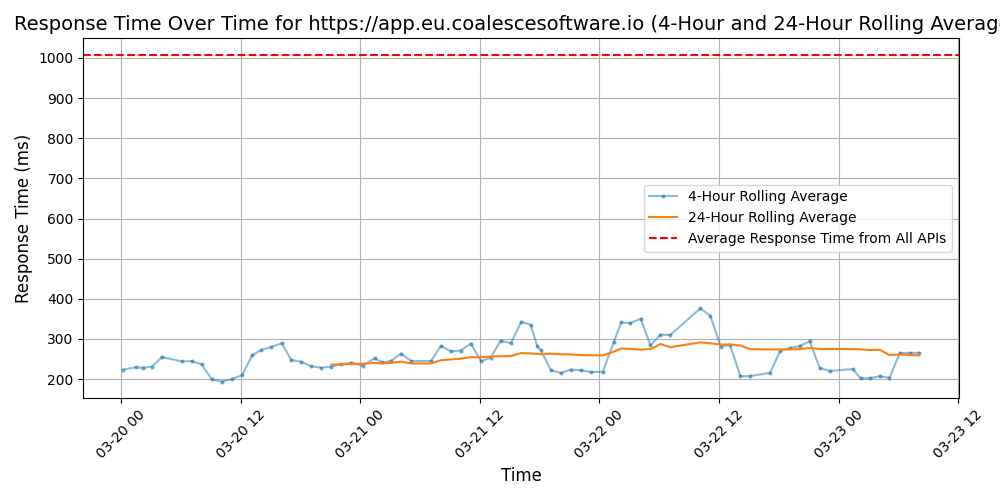 Response Time Over Time for https://app.eu.coalescesoftware.io (4-Hour and 24-Hour Rolling Averag
Response Time (ms)
1000
900
800
700
600
500
400
300
200
4-Hour Rolling Average
24-Hour Rolling Average
Average Response Time from All APIs
03-20 00
03-20 12
03-21 00
03-21 12
03-22 00
03-22 12
03-23 00
03-23 12
Time